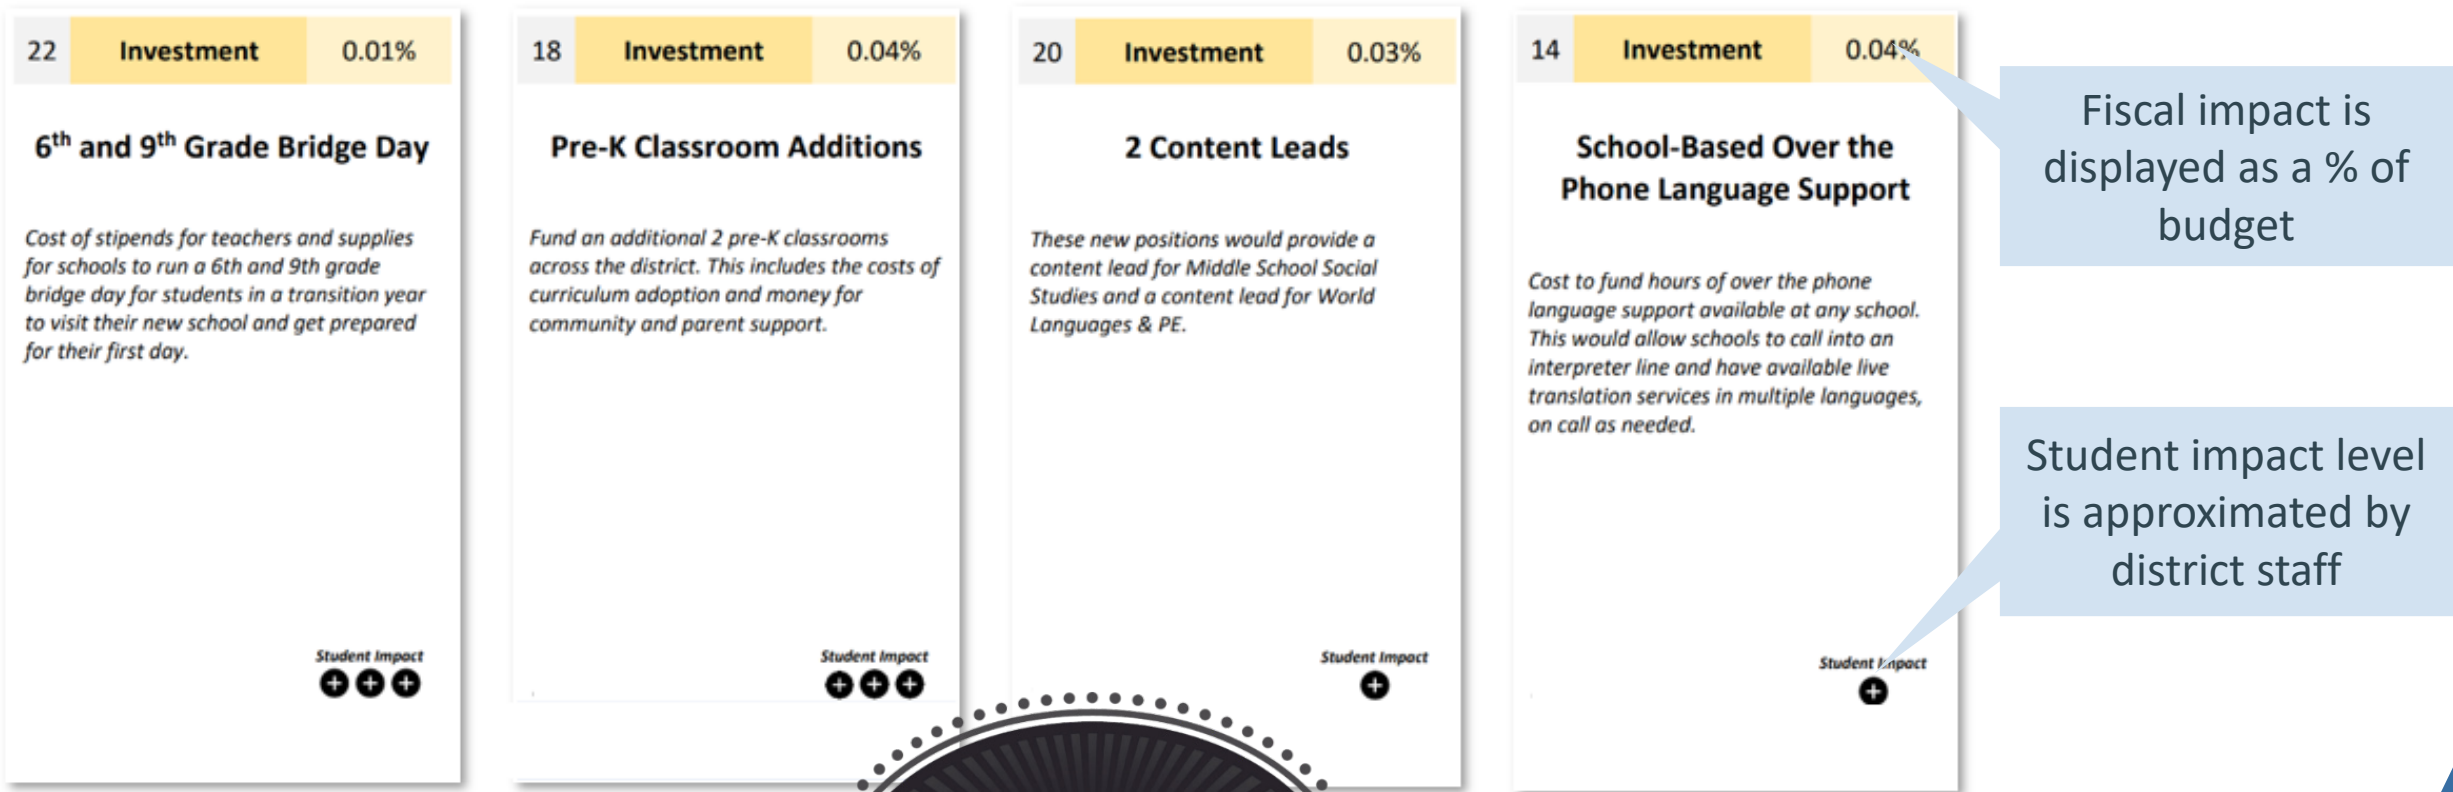 22 Investment 0.01%
6th and 9th Grade Bridge Day
Cost of stipends for teachers and supplies
for schools to run a 6th and 9th grade
bridge day for students in a transition year
to visit their new school and get prepared
for their first day.
Student Impact
18 Investment 0.04%
Pre-K Classroom Additions
Fund an additional 2 pre-K classrooms
across the district. This includes the costs of
curriculum adoption and money for
community and parent support.
Student Impact
20 Investment 0.03%
2 Content Leads
These new positions would provide a
content lead for Middle School Social
Studies and a content lead for World
Languages & PE.
Student Impact
14 Investment 0.04%
School-Based Over the
Phone Language Support
Cost to fund hours of over the phone
language support available at any school.
This would allow schools to call into an
interpreter line and have available live
translation services in multiple languages,
on call as needed.
Student Impact
Fiscal impact is
displayed as a % of
budget
Student impact level
is approximated by
district staff